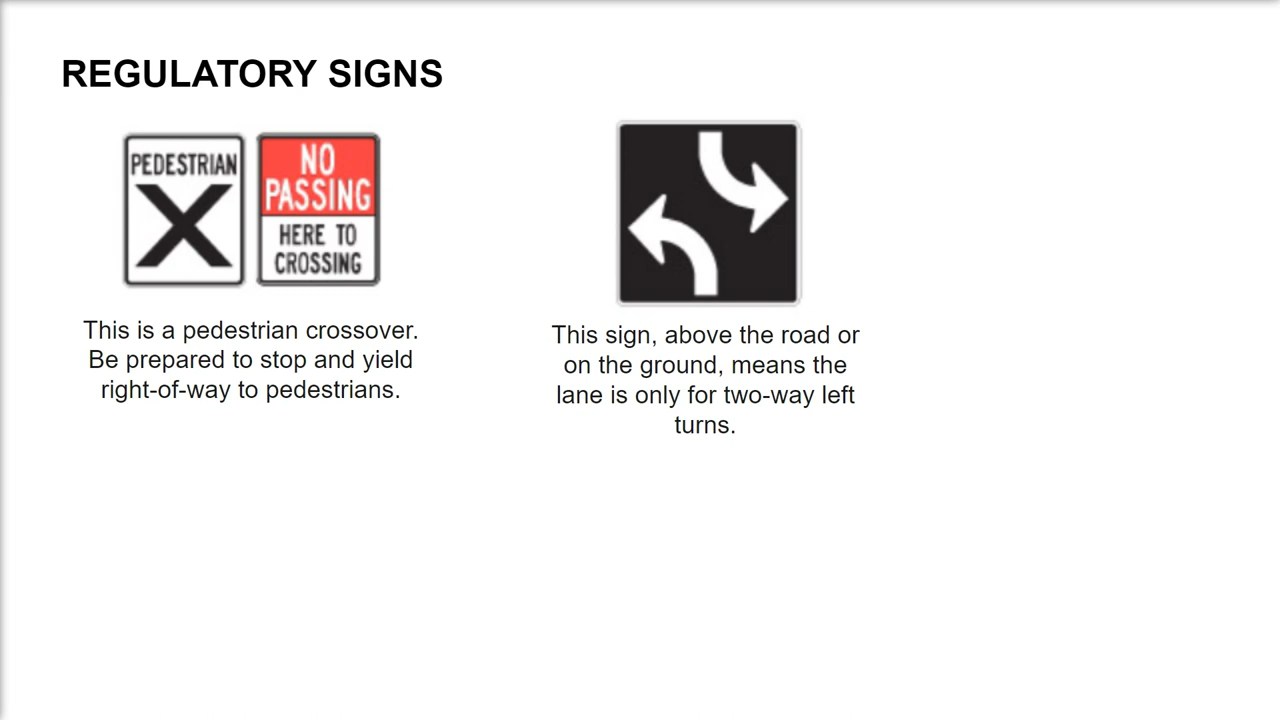 REGULATORY SIGNS
PEDESTRIAN
X
NO
PASSING
HERE TO
CROSSING
This is a pedestrian crossover.
Be prepared to stop and yield
right-of-way to pedestrians.
This sign, above the road or
on the ground, means the
lane is only for two-way left
turns.